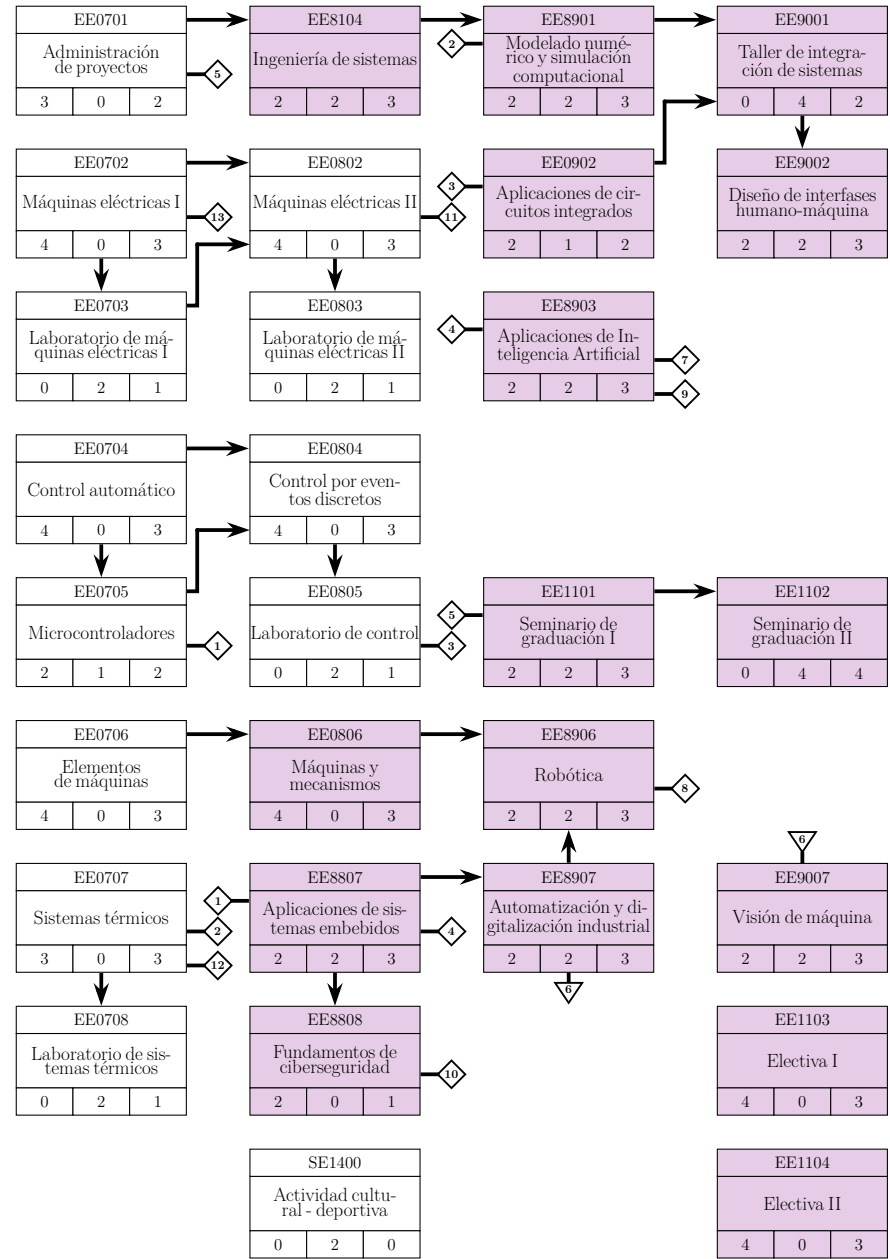 EE0701
Administración
de proyectos
5
3 0 2
EE8104
Ingeniería de sistemas
2 2 3
EE8901
2
Modelado numé-
rico y simulación
computacional
2 2 3
EE9001
Taller de integra-
ción de sistemas
0 4 2
EE0702
Máquinas eléctricas I
13
4 0 3
EE0802
Máquinas eléctricas II
11
4 0 3
EE0902
3
Aplicaciones de cir-
cuitos integrados
2 1 2
EE9002
Diseño de interfases
humano-máquina
2 2 3
EE0703
Laboratorio de má-
quinas eléctricas I
0 2 1
EE0803
Laboratorio de má-
quinas eléctricas II
0 2 1
EE8903
4
Aplicaciones de In-
teligencia Artificial
7
2 2 3
9
EE0704
Control automático
4 0 3
EE0804
Control por even-
tos discretos
4 0 3
EE0705
Microcontroladores
1
2 1 2
EE0805
Laboratorio de control
3
0 2 1
EE1101
5
Seminario de
graduación I
2 2 3
EE1102
Seminario de
graduación II
0 4 4
EE0706
Elementos
de máquinas
4 0 3
EE0806
Máquinas y
mecanismos
4 0 3
EE8906
Robótica
8
2 2 3
EE0707
Sistemas térmicos
2
3 0 3
12
EE8807
1
Aplicaciones de sis-
temas embebidos
4
2 2 3
EE8907
Automatización y di-
gitalización industrial
2 2 3
6
6
EE9007
Visión de máquina
2 2 3
EE0708
Laboratorio de sis-
temas térmicos
0 2 1
EE8808
Fundamentos de
ciberseguridad
10
2 0 1
EE1103
Electiva I
4 0 3
SE1400
Actividad cultu-
ral - deportiva
0 2 0
EE1104
Electiva II
4 0 3